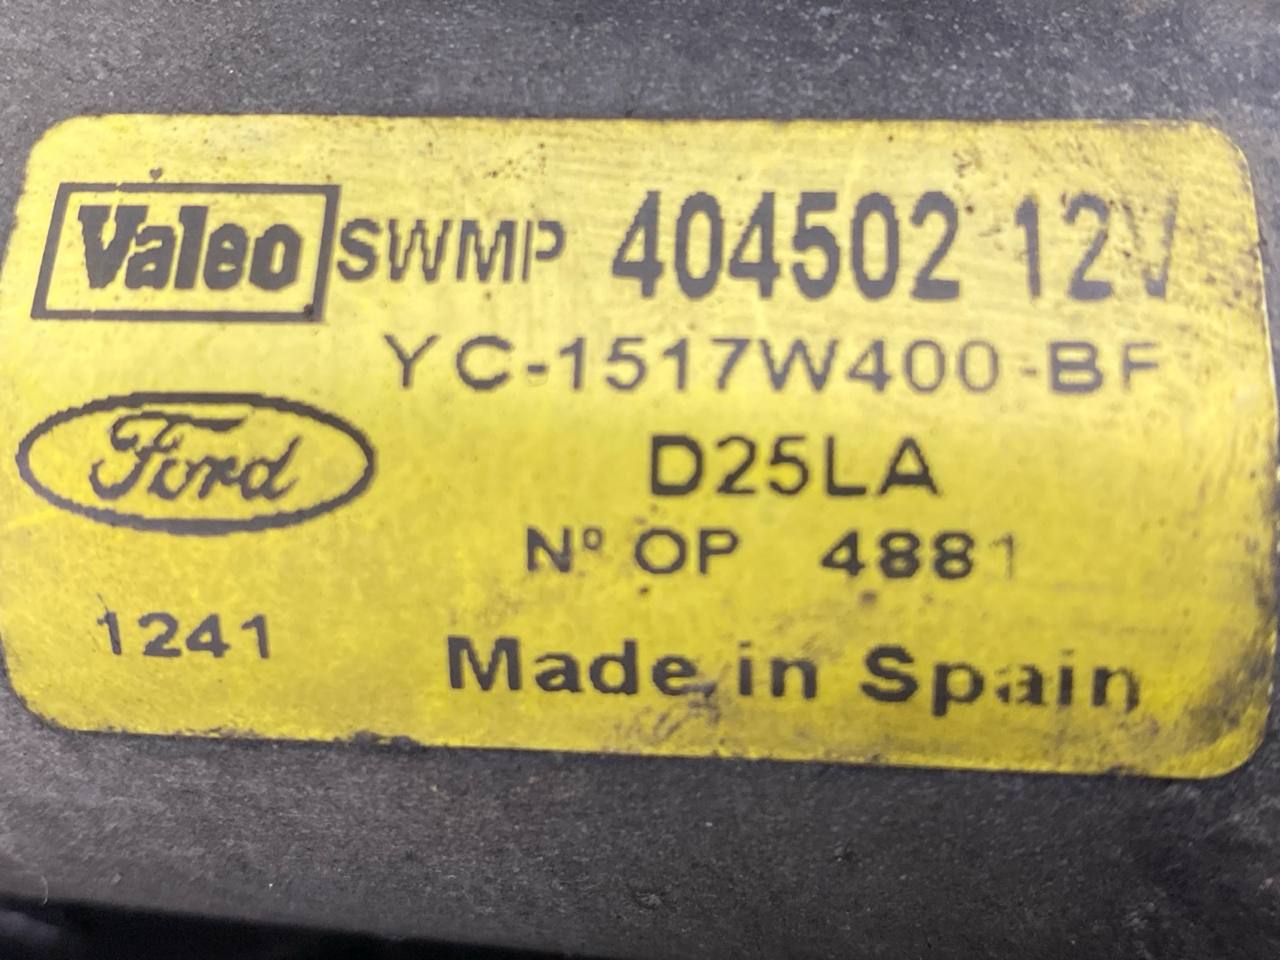 Valeo SWMP 404502 12V
YC-1517W400-BF
Ford
D25LA
Nº OP 4881
1241
Made in Spain